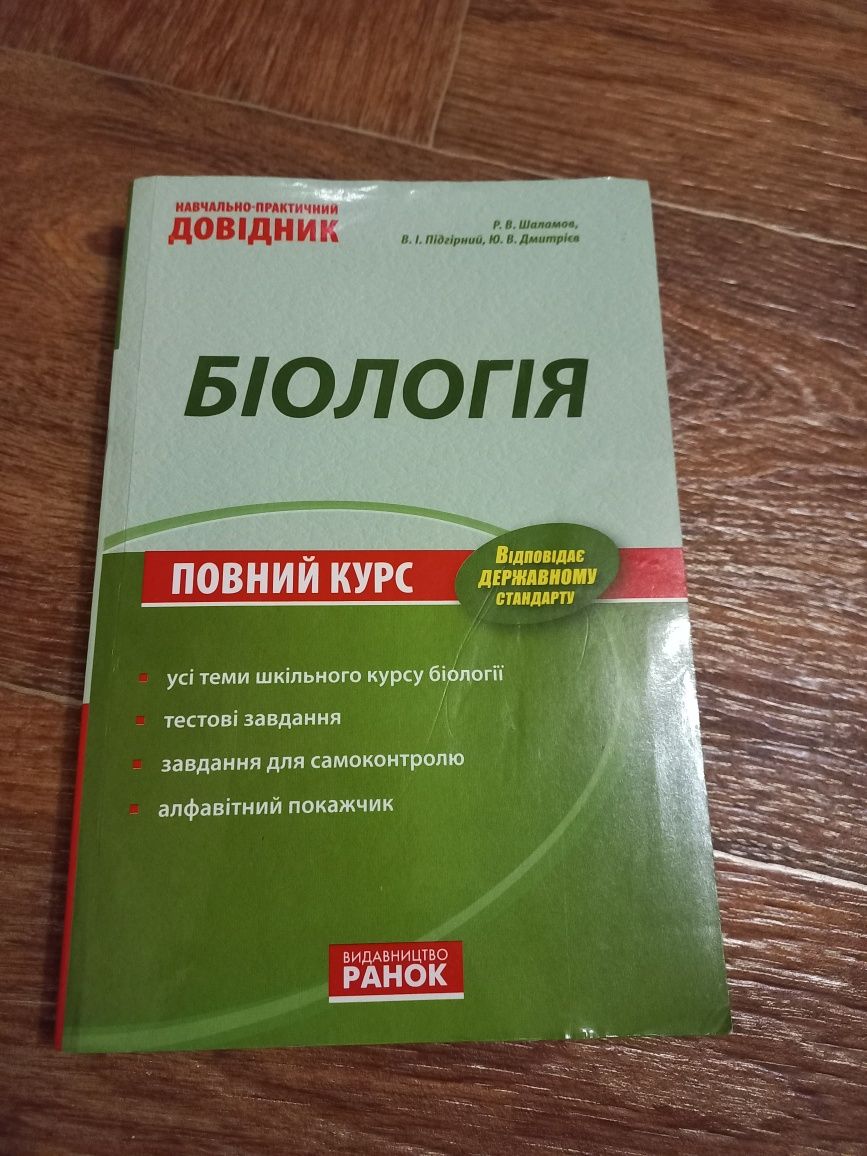 НАВЧАЛЬНО-ПРАКТИЧНИЙ
ДОВІДНИК
Р. В. Шаламов,
В. І. Підгірний, Ю. В. Дмитрієв
БІОЛОГІЯ
ПОВНИЙ КУРС
ВІДПОВІДАЄ
ДЕРЖАВНОМУ
СТАНДАРТУ
усі теми шкільного курсу біології
тестові завдання
завдання для самоконтролю
алфавітний покажчик
ВИДАВНИЦТВО
РАНОК